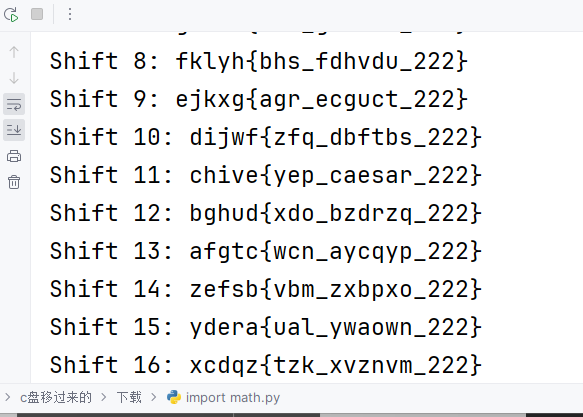 Shift 8: fklyh{bhs_fdhvdu_222}
Shift 9: ejkxg{agr_ecguct_222}
Shift 10: dijwf{zfq_dbftbs_222}
Shift 11: chive{yep_caesar_222}
Shift 12: bghud{xdo_bzdrzq_222}
Shift 13: afgtc{wcn_aycqyp_222}
Shift 14: zefsb{vbm_zxbpxo_222}
Shift 15: ydera{ual_ywaown_222}
Shift 16: xcdqz{tzk_xvznvm_222}
c盘移过来的 > 下载 > import math.py